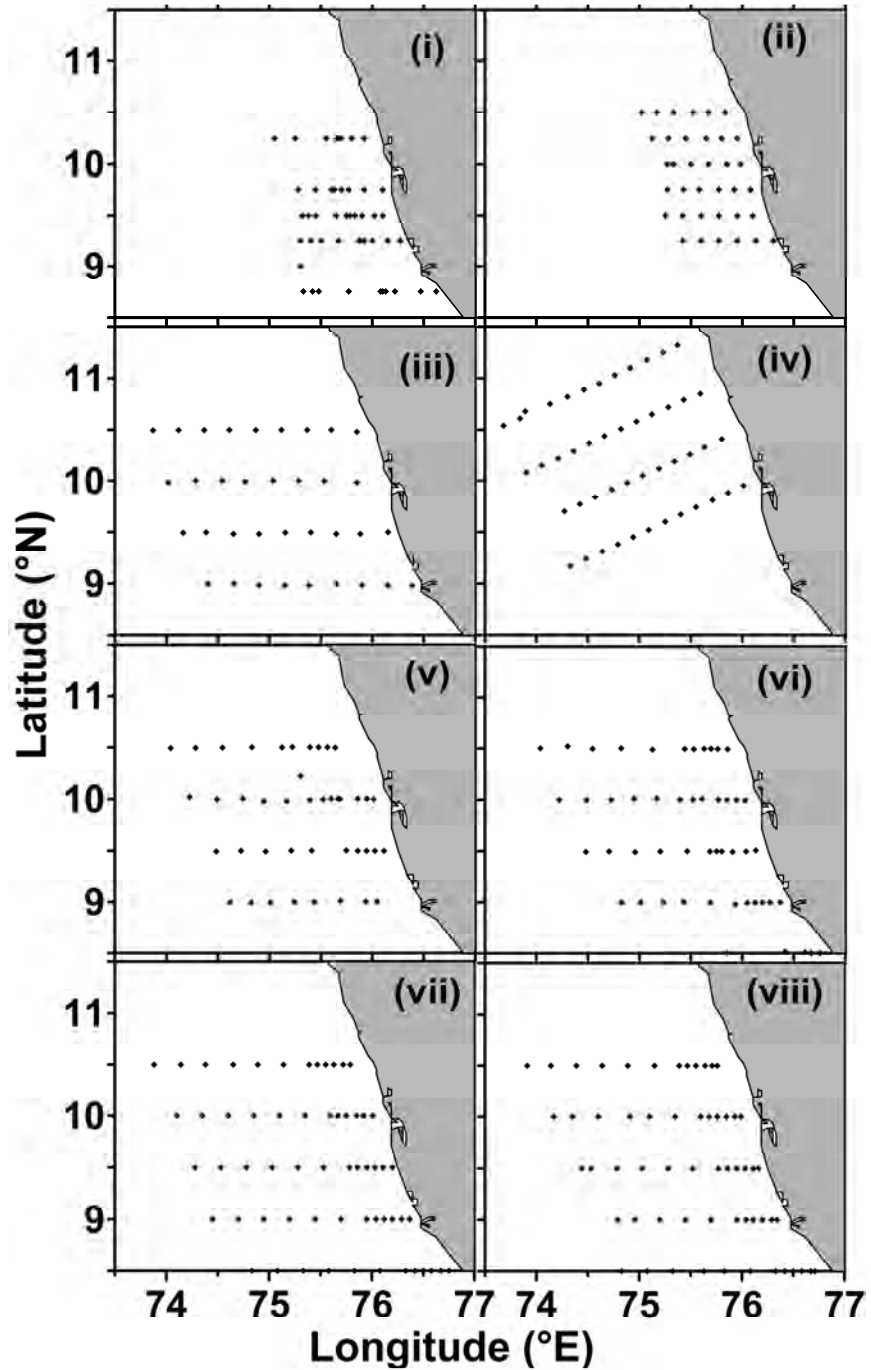 (i)
(ii)
11
10
9
(iii)
(iv)
11
10
9
(v)
(vi)
11
10
9
(vii)
(viii)
11
10
9
74 75 76 77 74 75 76 77
Latitude (°N)
Longitude (°E)